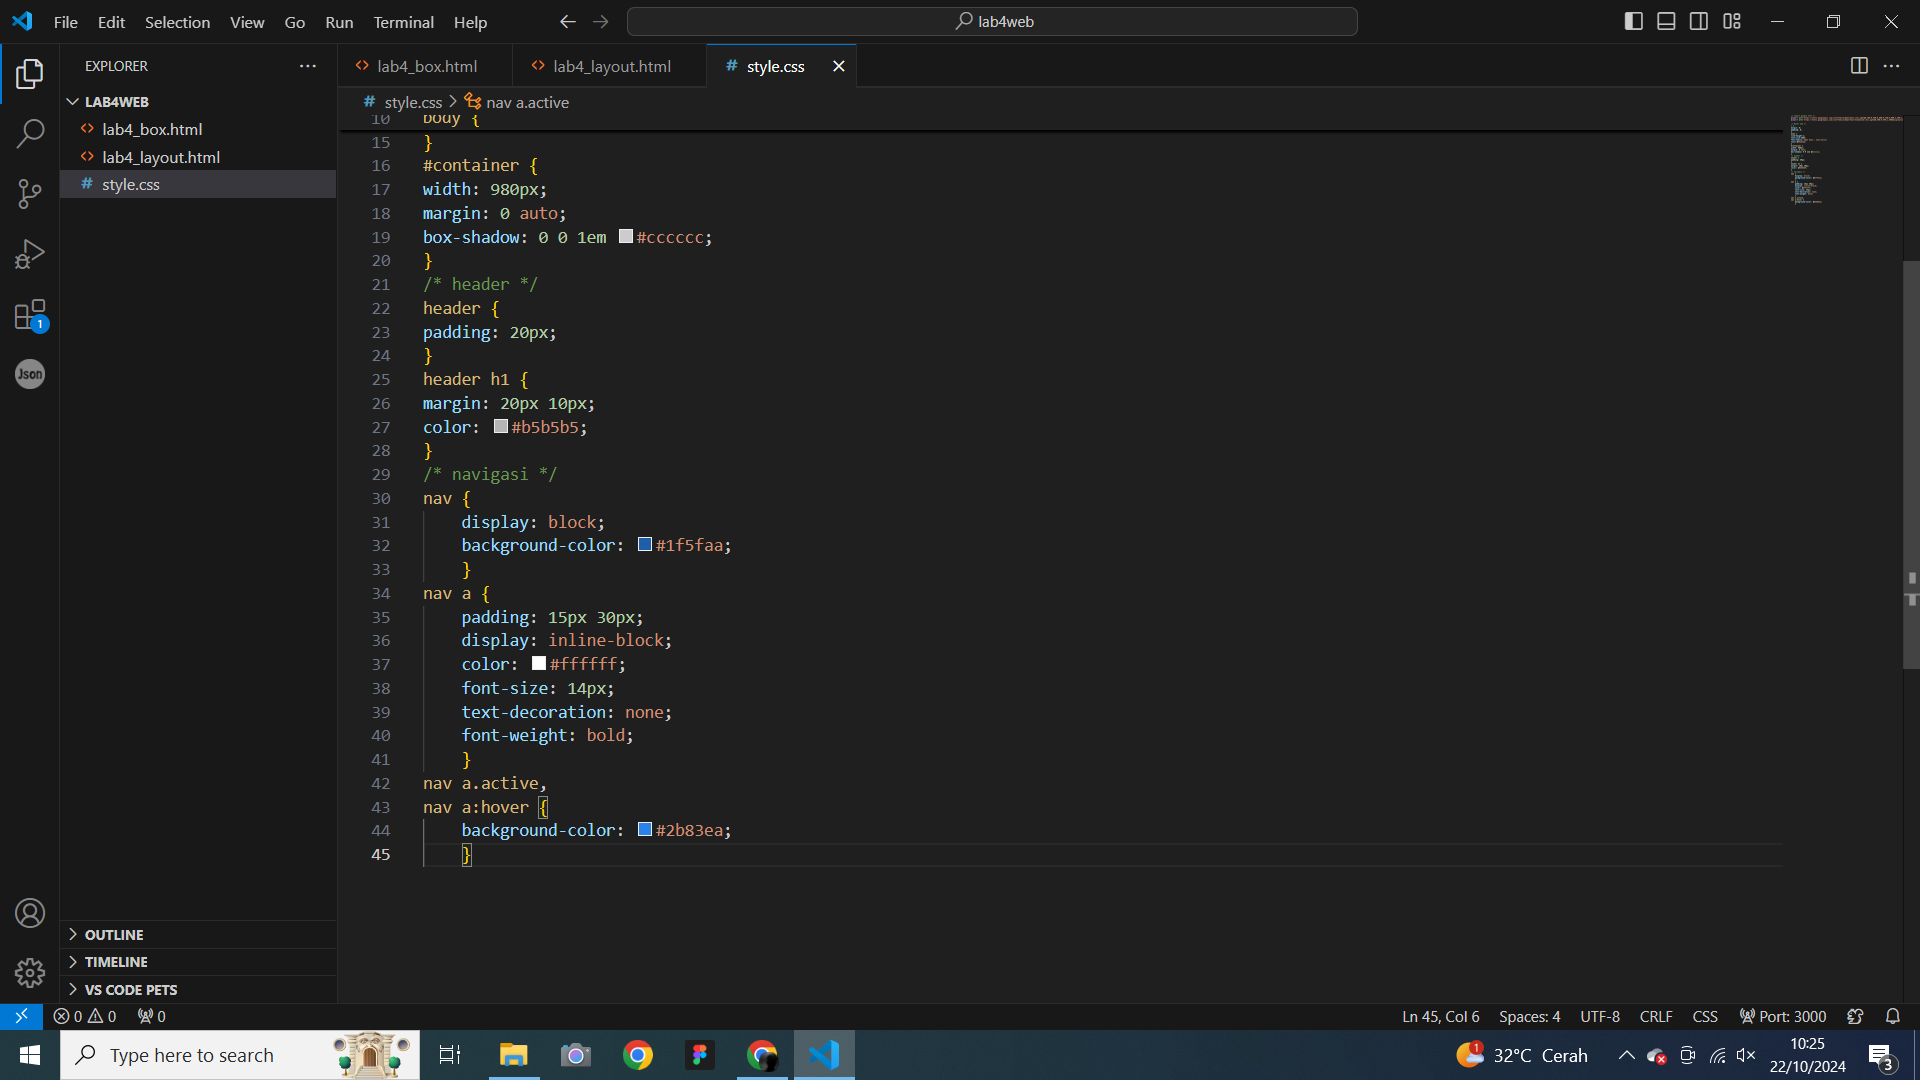 File Edit Selection View Go Run Terminal Help
lab4web
EXPLORER
LAB4WEB
lab4_box.html
lab4_layout.html
# style.css
OUTLINE
TIMELINE
VS CODE PETS
1
Json
lab4_box.html
lab4_layout.html
# style.css
# style.css > nav a.active
10 body {
15 }
16 #container {
17 width: 980px;
18 margin: 0 auto;
19 box-shadow: 0 0 1em #cccccc;
20 }
21 /* header */
22 header {
23 padding: 20px;
24 }
25 header h1 {
26 margin: 20px 10px;
27 color: #b5b5b5;
28 }
29 /* navigasi */
30 nav {
31 display: block;
32 background-color: #1f5faa;
33 }
34 nav a {
35 padding: 15px 30px;
36 display: inline-block;
37 color: #ffffff;
38 font-size: 14px;
39 text-decoration: none;
40 font-weight: bold;
41 }
42 nav a.active,
43 nav a:hover {
44 background-color: #2b83ea;
45 }
0 0 0
Ln 45, Col 6 Spaces: 4 UTF-8 CRLF CSS Port: 3000
Type here to search
1 32°C Cerah
10:25
22/10/2024
3